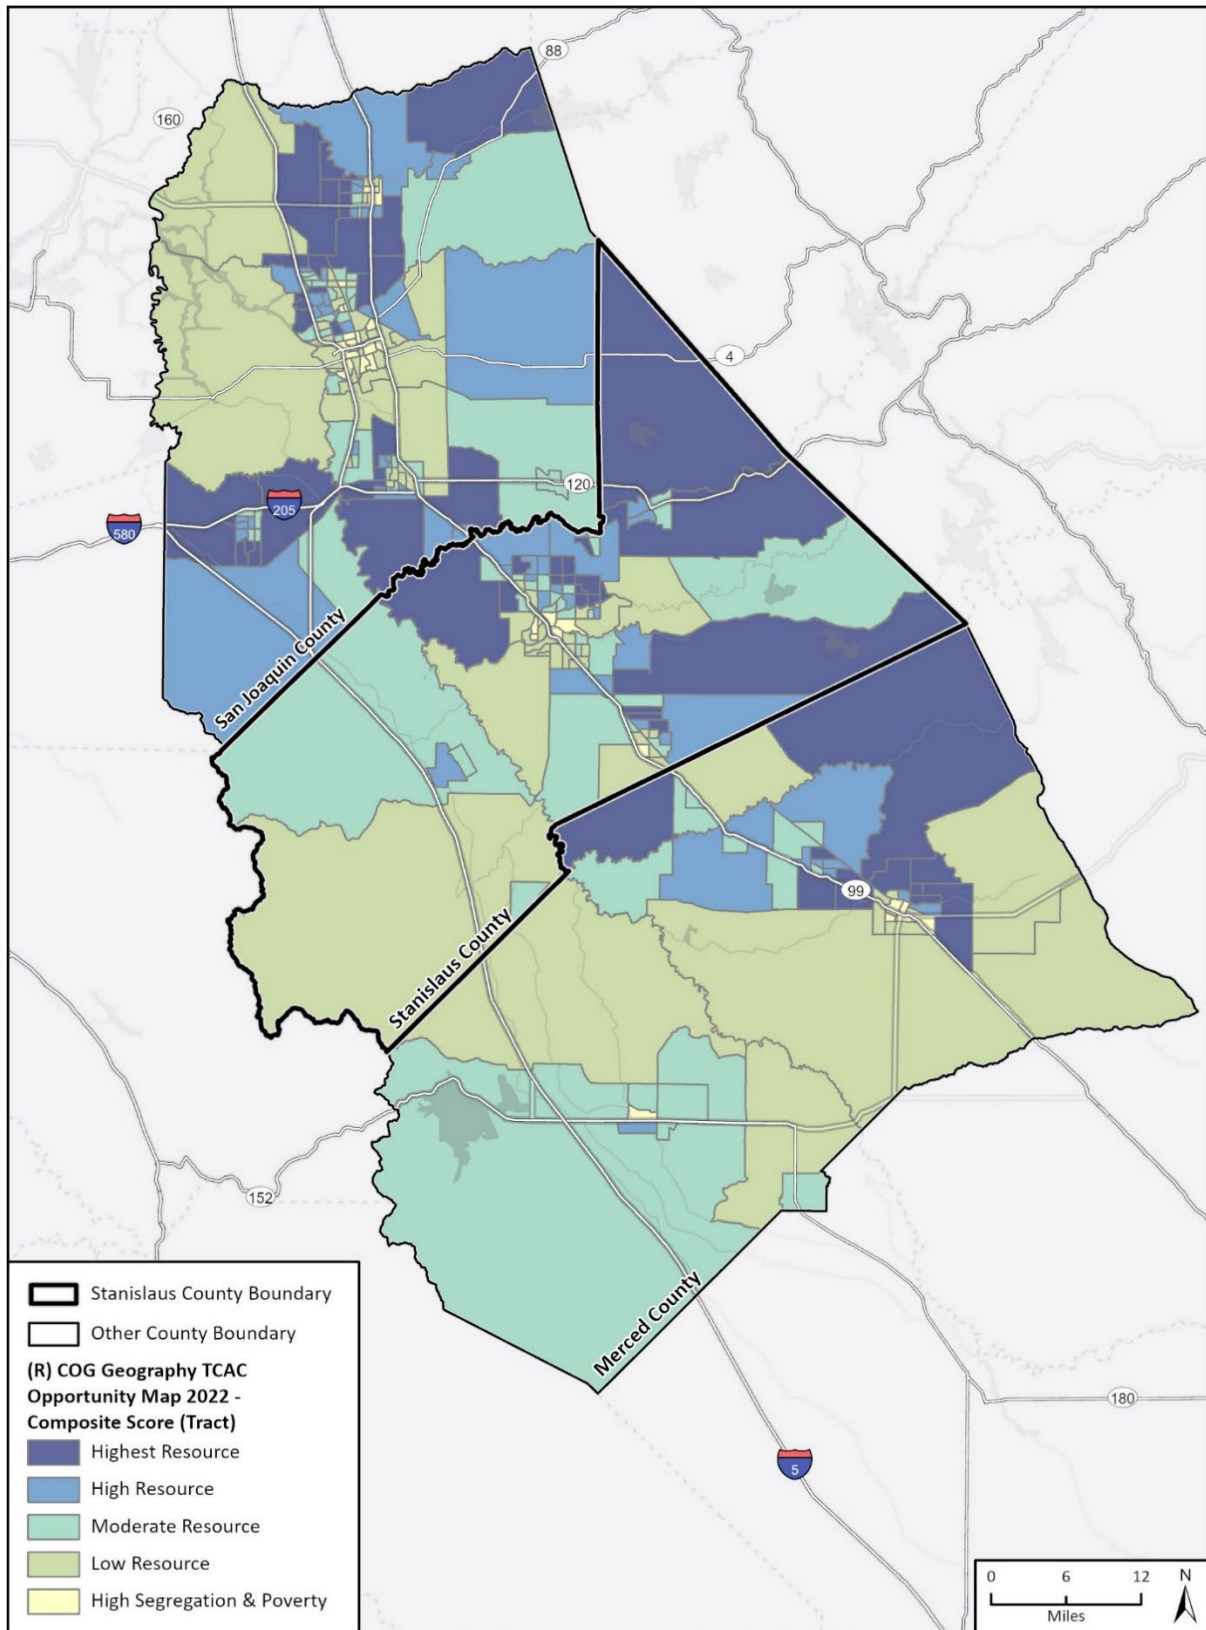 88
160
4
120
205
580
San Joaquin County
99
Stanislaus County
152
Merced County
180
5
Stanislaus County Boundary
Other County Boundary
(R) COG Geography TCAC
Opportunity Map 2022 -
Composite Score (Tract)
Highest Resource
High Resource
Moderate Resource
Low Resource
High Segregation & Poverty
0 6 12
Miles
N